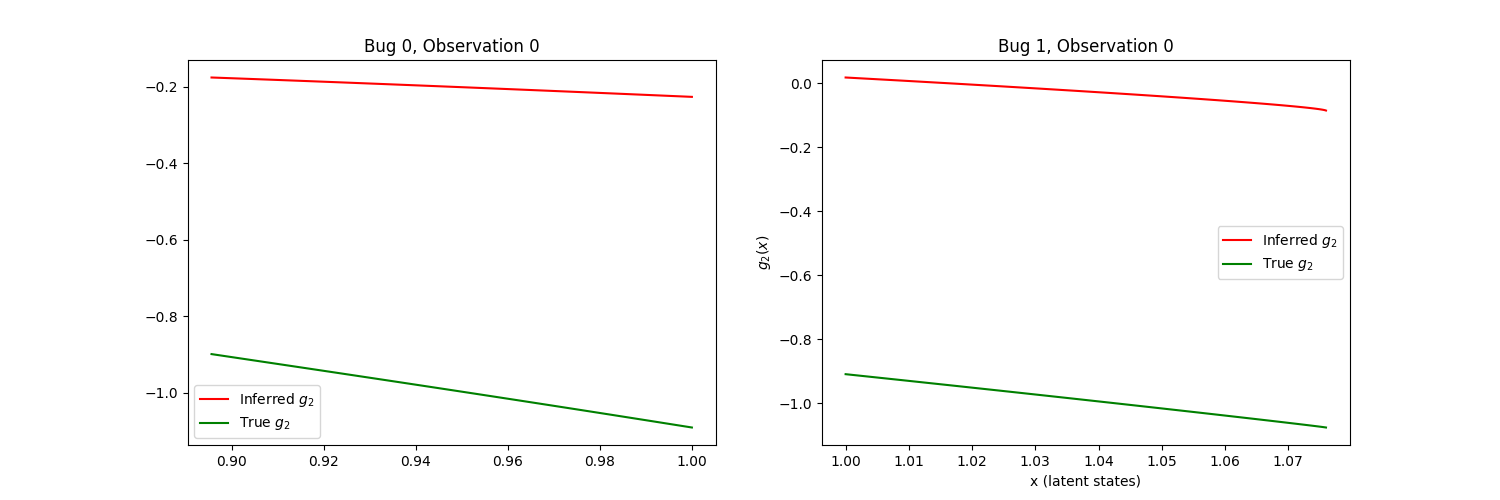 Bug 0, Observation 0
−0.2
−0.4
−0.6
−0.8
−1.0
Inferred g₂
True g₂
0.90 0.92 0.94 0.96 0.98 1.00
Bug 1, Observation 0
g₂(x)
0.0
−0.2
−0.4
−0.6
−0.8
−1.0
Inferred g₂
True g₂
1.00 1.01 1.02 1.03 1.04 1.05 1.06 1.07
x (latent states)